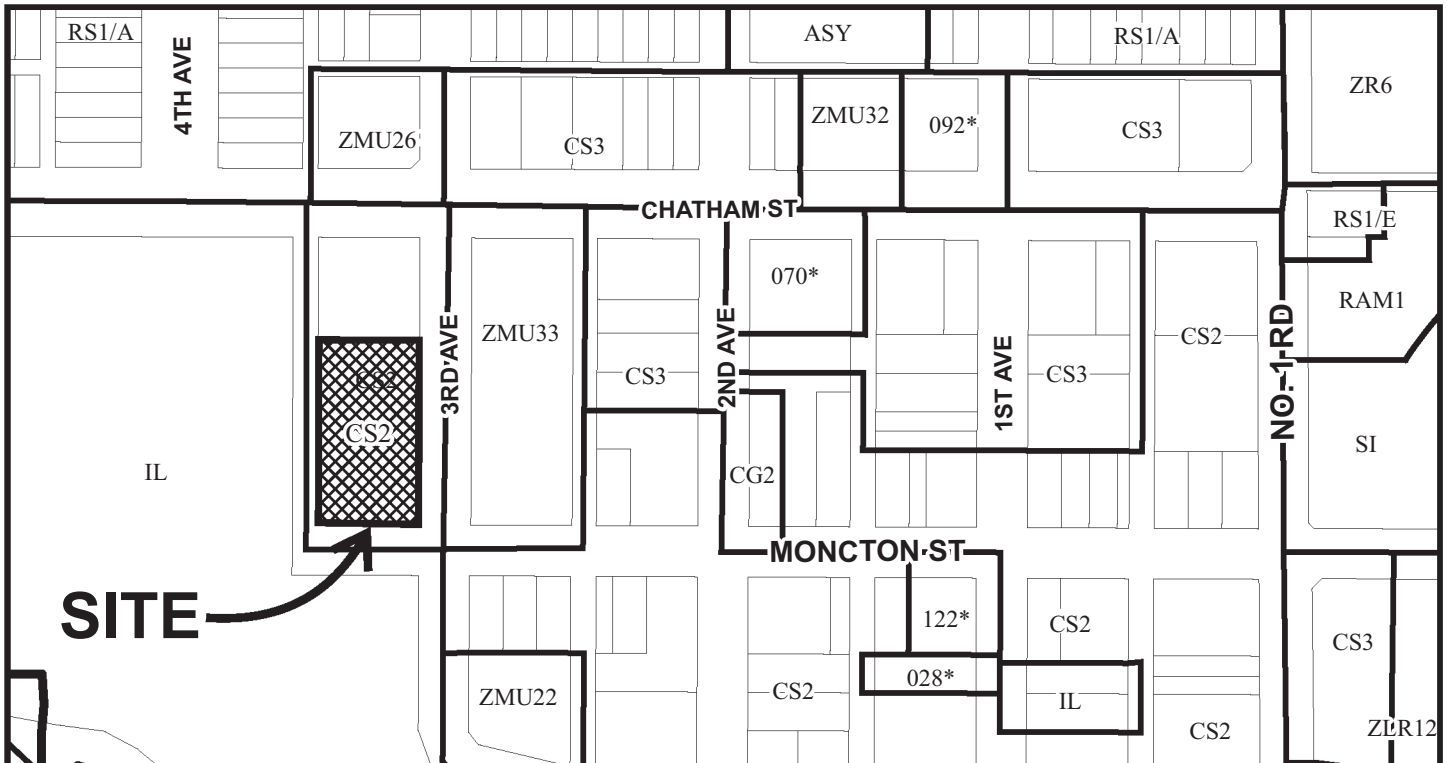 RS1/A
4TH AVE
ASY
RS1/A
ZR6
ZMU26
CS3
ZMU32
092*
CS3
CHATHAM ST
RS1/E
070*
RAM1
3RD AVE
ZMU33
2ND AVE
CS3
1ST AVE
CS3
CS2
NO. 1 RD
CS2
CS2
IL
CG2
SI
MONCTON ST
SITE
122*
CS2
CS3
028*
ZMU22
CS2
IL
CS2
ZLR12